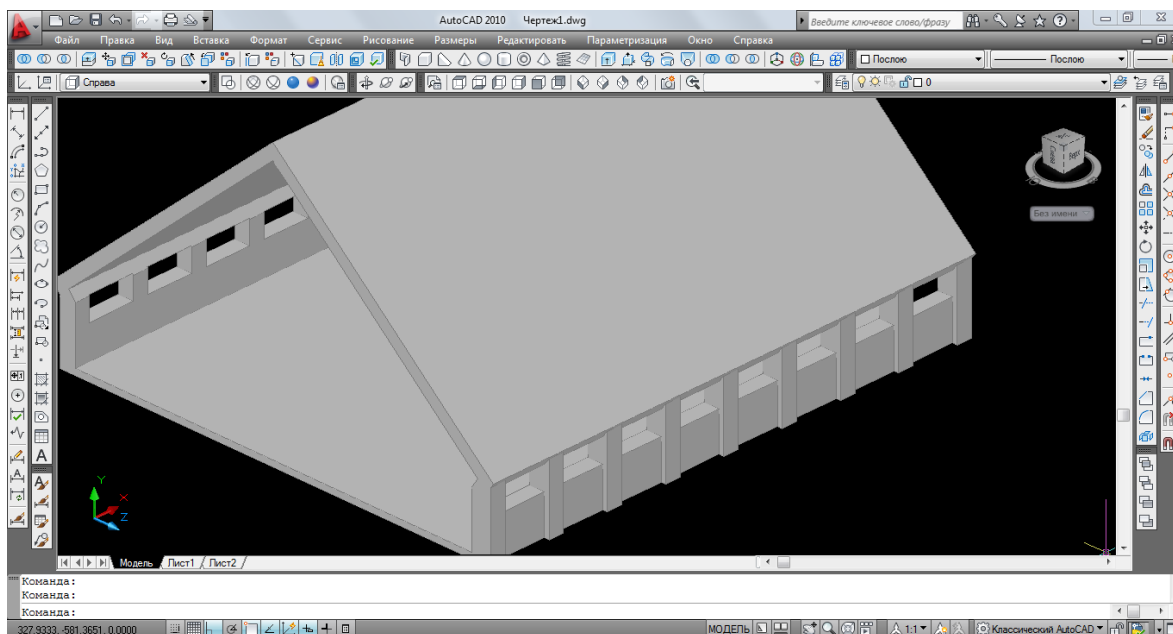 AutoCAD 2010 Чертеж1.dwg
Введите ключевое слово/фразу
Файл Правка Вид Вставка Формат Сервис Рисование Размеры Редактировать Параметризация Окно Справка
Послою
Послою
Справа
0
Верх
Без имени
Y
X
Z
Модель Лист1 Лист2
Команда:
Команда:
Команда:
327.9333, -581.3651, 0.0000
МОДЕЛЬ
1:1
Классический AutoCAD